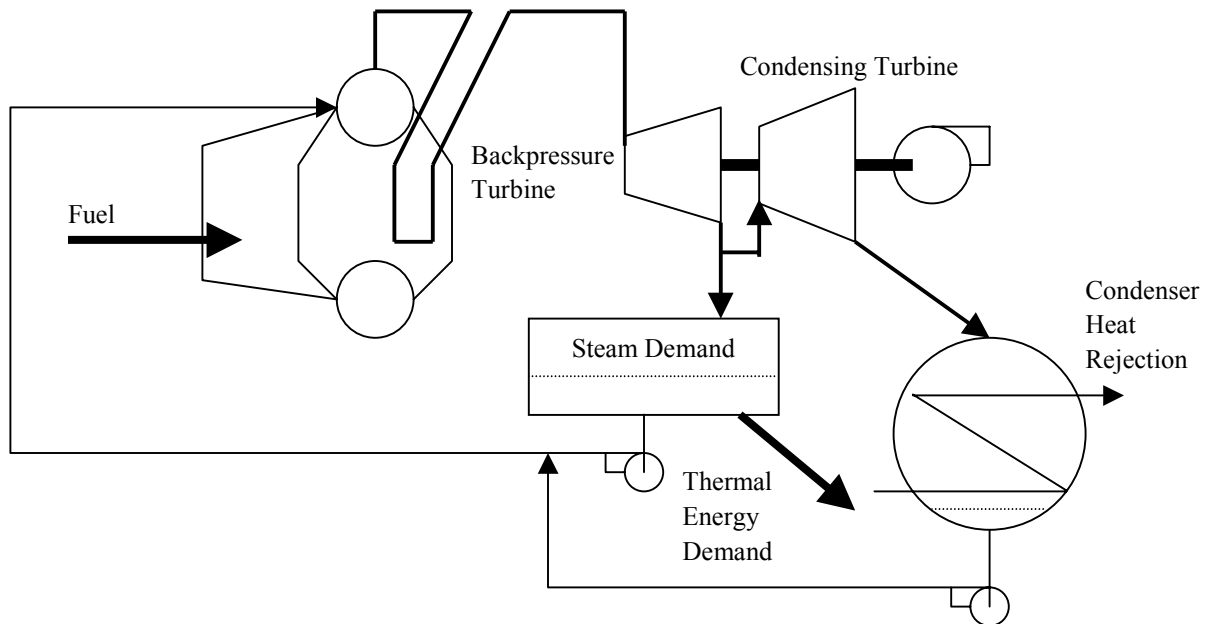 Condensing Turbine
Backpressure
Turbine
Fuel
Condenser
Heat
Rejection
Steam Demand
Thermal
Energy
Demand